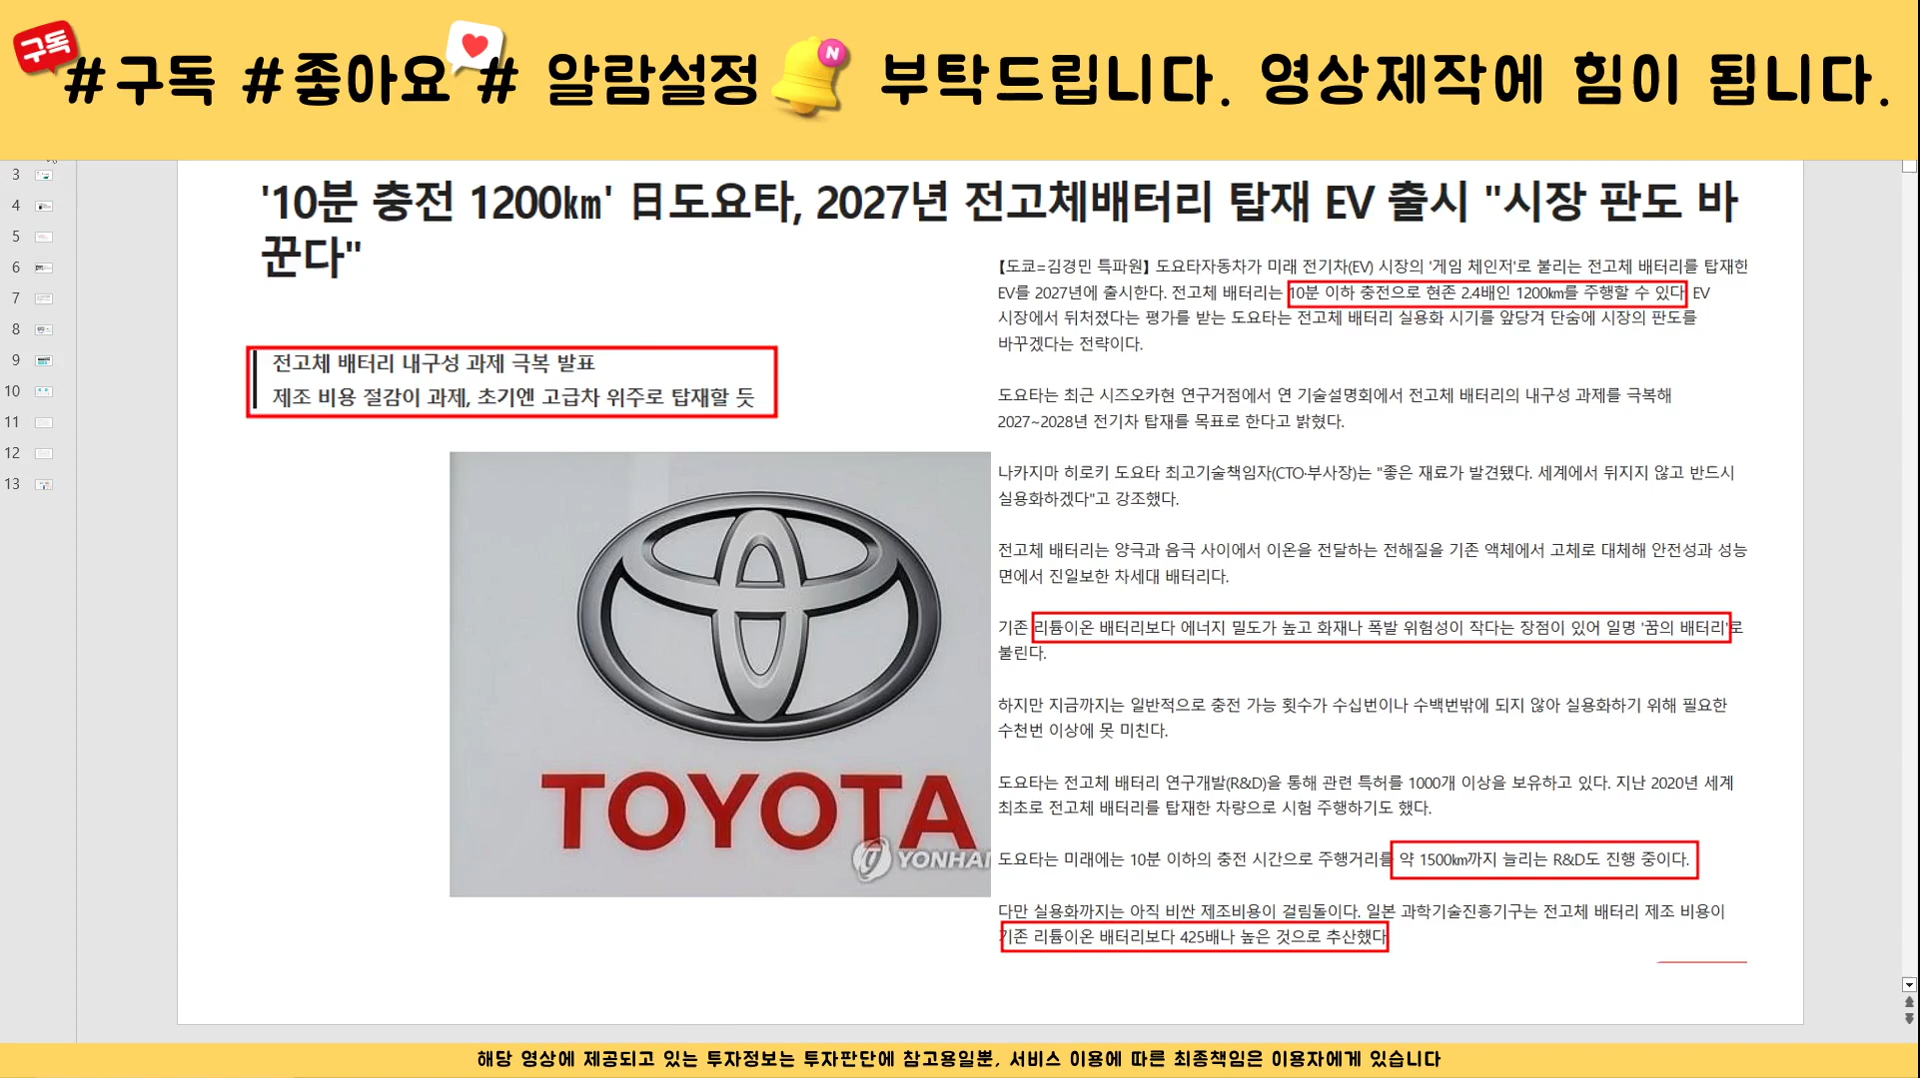 구독
#구독 #좋아요 # 알람설정 N 부탁드립니다. 영상제작에 힘이 됩니다.
3
4
5
6
7
8
9
10
11
12
13
'10분 충전 1200㎞' 日도요타, 2027년 전고체배터리 탑재 EV 출시 "시장 판도 바
꾼다"
전고체 배터리 내구성 과제 극복 발표
제조 비용 절감이 과제, 초기엔 고급차 위주로 탑재할 듯
TOYOTA
YONHA
【도쿄=김경민 특파원】 도요타자동차가 미래 전기차(EV) 시장의 '게임 체인저'로 불리는 전고체 배터리를 탑재한
EV를 2027년에 출시한다. 전고체 배터리는 10분 이하 충전으로 현존 2.4배인 1200㎞를 주행할 수 있다 EV
시장에서 뒤처졌다는 평가를 받는 도요타는 전고체 배터리 실용화 시기를 앞당겨 단숨에 시장의 판도를
바꾸겠다는 전략이다.
도요타는 최근 시즈오카현 연구거점에서 연 기술설명회에서 전고체 배터리의 내구성 과제를 극복해
2027~2028년 전기차 탑재를 목표로 한다고 밝혔다.
나카지마 히로키 도요타 최고기술책임자(CTO·부사장)는 "좋은 재료가 발견됐다. 세계에서 뒤지지 않고 반드시
실용화하겠다"고 강조했다.
전고체 배터리는 양극과 음극 사이에서 이온을 전달하는 전해질을 기존 액체에서 고체로 대체해 안전성과 성능
면에서 진일보한 차세대 배터리다.
기존 리튬이온 배터리보다 에너지 밀도가 높고 화재나 폭발 위험성이 작다는 장점이 있어 일명 '꿈의 배터리'로
불린다.
하지만 지금까지는 일반적으로 충전 가능 횟수가 수십번이나 수백번밖에 되지 않아 실용화하기 위해 필요한
수천번 이상에 못 미친다.
도요타는 전고체 배터리 연구개발(R&D)을 통해 관련 특허를 1000개 이상을 보유하고 있다. 지난 2020년 세계
최초로 전고체 배터리를 탑재한 차량으로 시험 주행하기도 했다.
도요타는 미래에는 10분 이하의 충전 시간으로 주행거리를 약 1500㎞까지 늘리는 R&D도 진행 중이다.
다만 실용화까지는 아직 비싼 제조비용이 걸림돌이다. 일본 과학기술진흥기구는 전고체 배터리 제조 비용이
기존 리튬이온 배터리보다 425배나 높은 것으로 추산했다
해당 영상에 제공되고 있는 투자정보는 투자판단에 참고용일뿐, 서비스 이용에 따른 최종책임은 이용자에게 있습니다